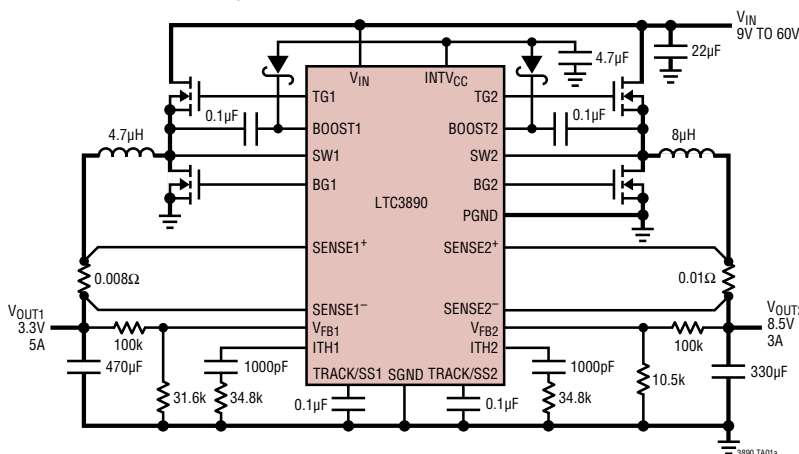 VIN
9V TO 60V
22µF
4.7µF
VIN
INTVCC
TG1
TG2
0.1µF
0.1µF
BOOST1
BOOST2
4.7µH
8µH
SW1
SW2
BG1
BG2
LTC3890
PGND
SENSE1+
SENSE2+
0.008Ω
0.01Ω
SENSE1−
SENSE2−
VOUT1
3.3V
5A
VOUT2
8.5V
3A
VFB1
VFB2
100k
100k
ITH1
ITH2
470µF
1000pF
1000pF
330µF
TRACK/SS1
SGND
TRACK/SS2
31.6k
34.8k
0.1µF
0.1µF
34.8k
10.5k
3890 TA01a